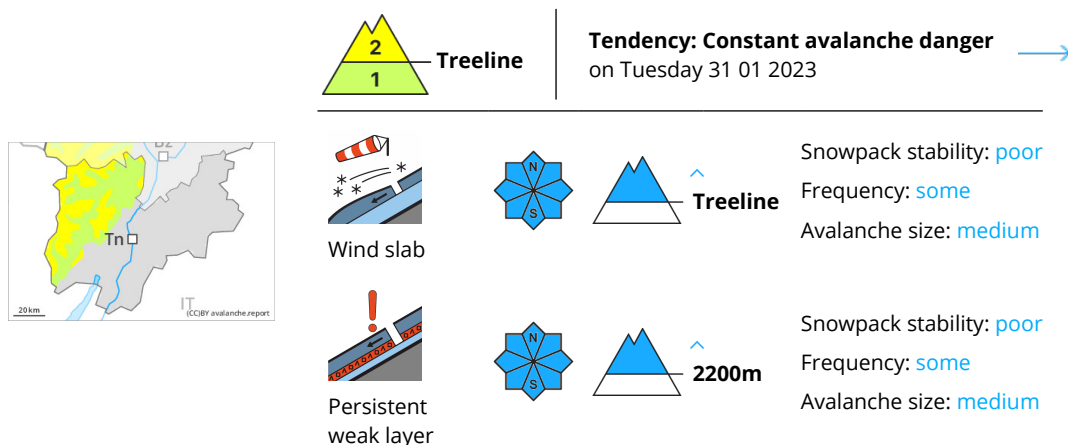 2
1
Treeline
Tendency: Constant avalanche danger
on Tuesday 31 01 2023
BZ
Tn
IT
20 km
(CC)BY avalanche.report
N
S
Treeline
Snowpack stability: poor
Frequency: some
Avalanche size: medium
Wind slab
N
S
2200m
Snowpack stability: poor
Frequency: some
Avalanche size: medium
Persistent
weak layer